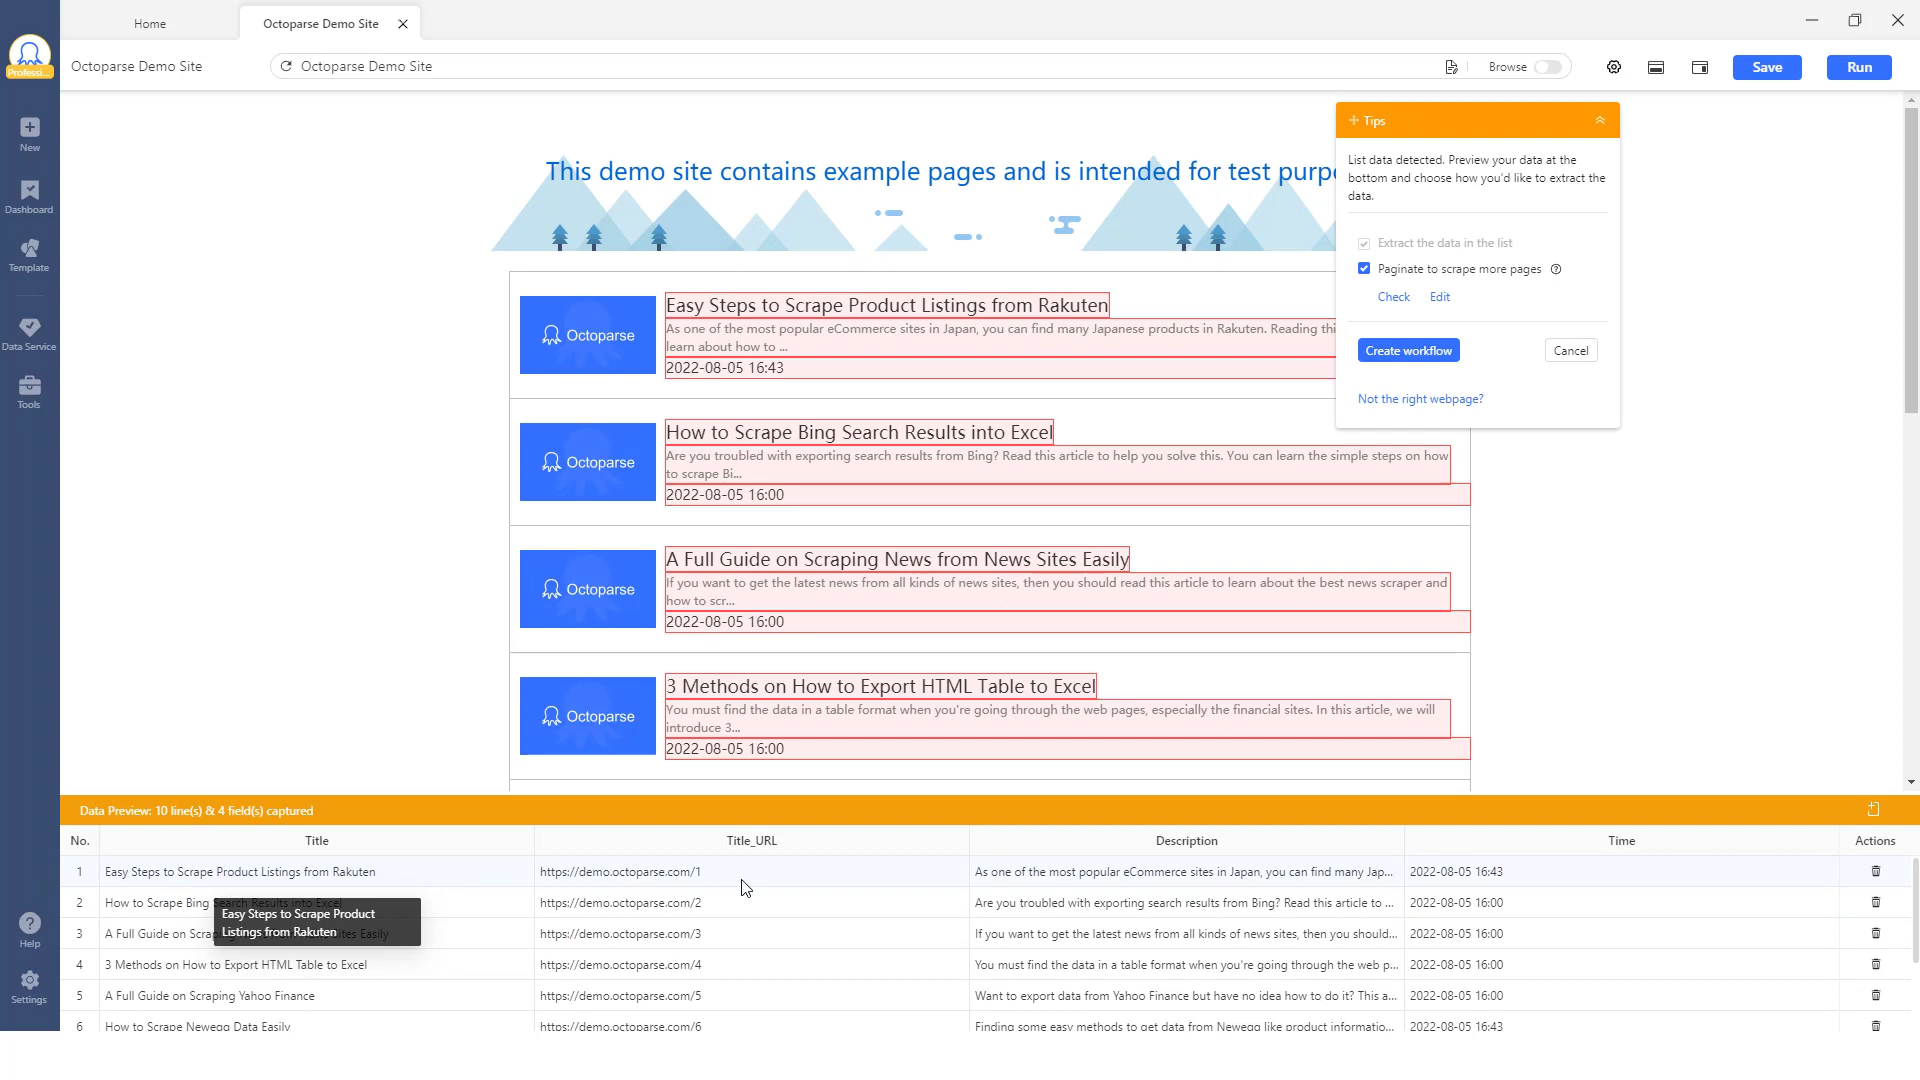 Home
Octoparse Demo Site
Professi...
Octoparse Demo Site
Octoparse Demo Site
Browse
Save
Run
New
Dashboard
Template
Data Service
Tools
Help
Settings
This demo site contains example pages and is intended for test purp
Tips
List data detected. Preview your data at the
bottom and choose how you'd like to extract the
data.
Extract the data in the list
Paginate to scrape more pages
Check Edit
Create workflow Cancel
Not the right webpage?
Octoparse
Easy Steps to Scrape Product Listings from Rakuten
As one of the most popular eCommerce sites in Japan, you can find many Japanese products in Rakuten. Reading thi
learn about how to ...
2022-08-05 16:43
Octoparse
How to Scrape Bing Search Results into Excel
Are you troubled with exporting search results from Bing? Read this article to help you solve this. You can learn the simple steps on how
to scrape Bi...
2022-08-05 16:00
Octoparse
A Full Guide on Scraping News from News Sites Easily
If you want to get the latest news from all kinds of news sites, then you should read this article to learn about the best news scraper and
how to scr...
2022-08-05 16:00
Octoparse
3 Methods on How to Export HTML Table to Excel
You must find the data in a table format when you're going through the web pages, especially the financial sites. In this article, we will
introduce 3...
2022-08-05 16:00
Data Preview: 10 line(s) & 4 field(s) captured
No. Title Title_URL Description Time Actions
1 Easy Steps to Scrape Product Listings from Rakuten https://demo.octoparse.com/1 As one of the most popular eCommerce sites in Japan, you can find many Jap... 2022-08-05 16:43
2 How to Scrape Bing Search Results into Excel https://demo.octoparse.com/2 Are you troubled with exporting search results from Bing? Read this article to ... 2022-08-05 16:00
Easy Steps to Scrape Product
Listings from Rakuten
3 A Full Guide on Scrap ites Easily https://demo.octoparse.com/3 If you want to get the latest news from all kinds of news sites, then you should... 2022-08-05 16:00
4 3 Methods on How to Export HTML Table to Excel https://demo.octoparse.com/4 You must find the data in a table format when you're going through the web p... 2022-08-05 16:00
5 A Full Guide on Scraping Yahoo Finance https://demo.octoparse.com/5 Want to export data from Yahoo Finance but have no idea how to do it? This a... 2022-08-05 16:00
6 How to Scrape Newegg Data Easily https://demo.octoparse.com/6 Finding some easy methods to get data from Newegg like product informatio... 2022-08-05 16:43